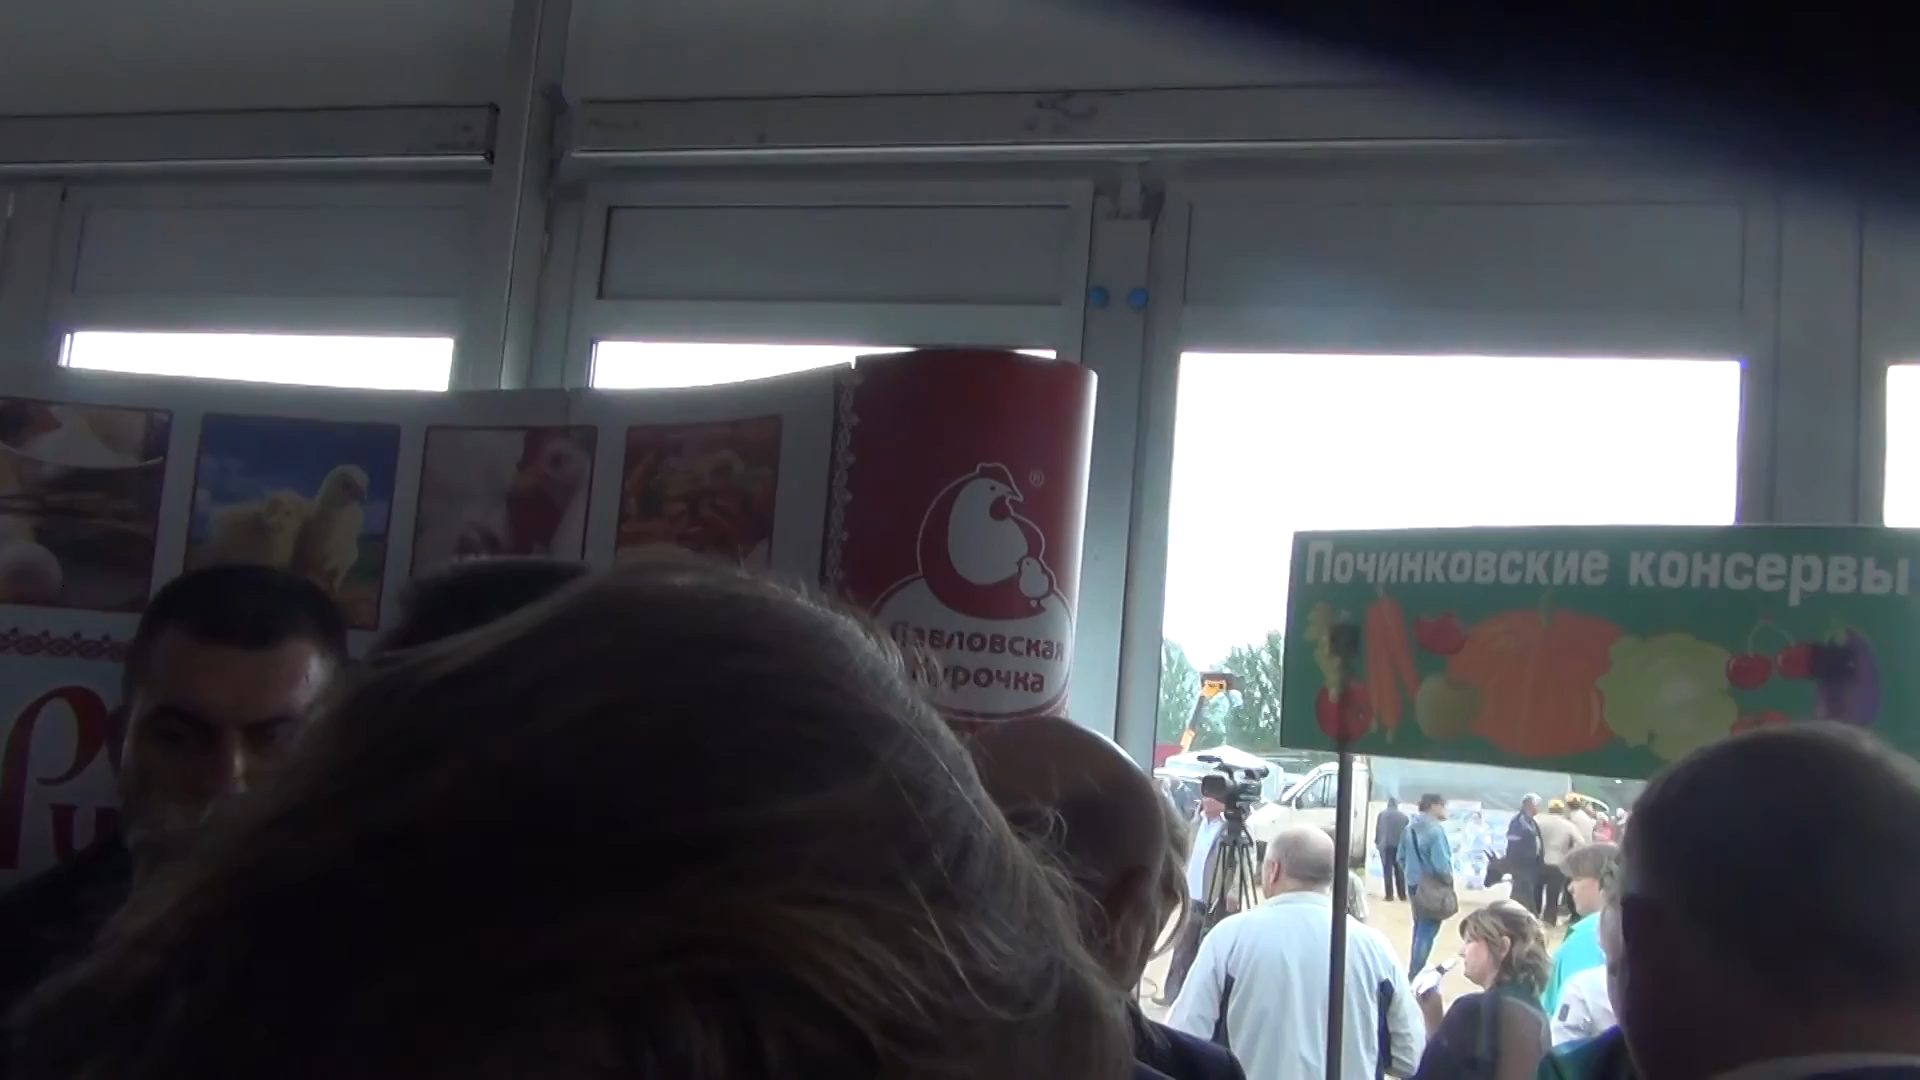 ®
Павловская
Курочка
Починковские консервы